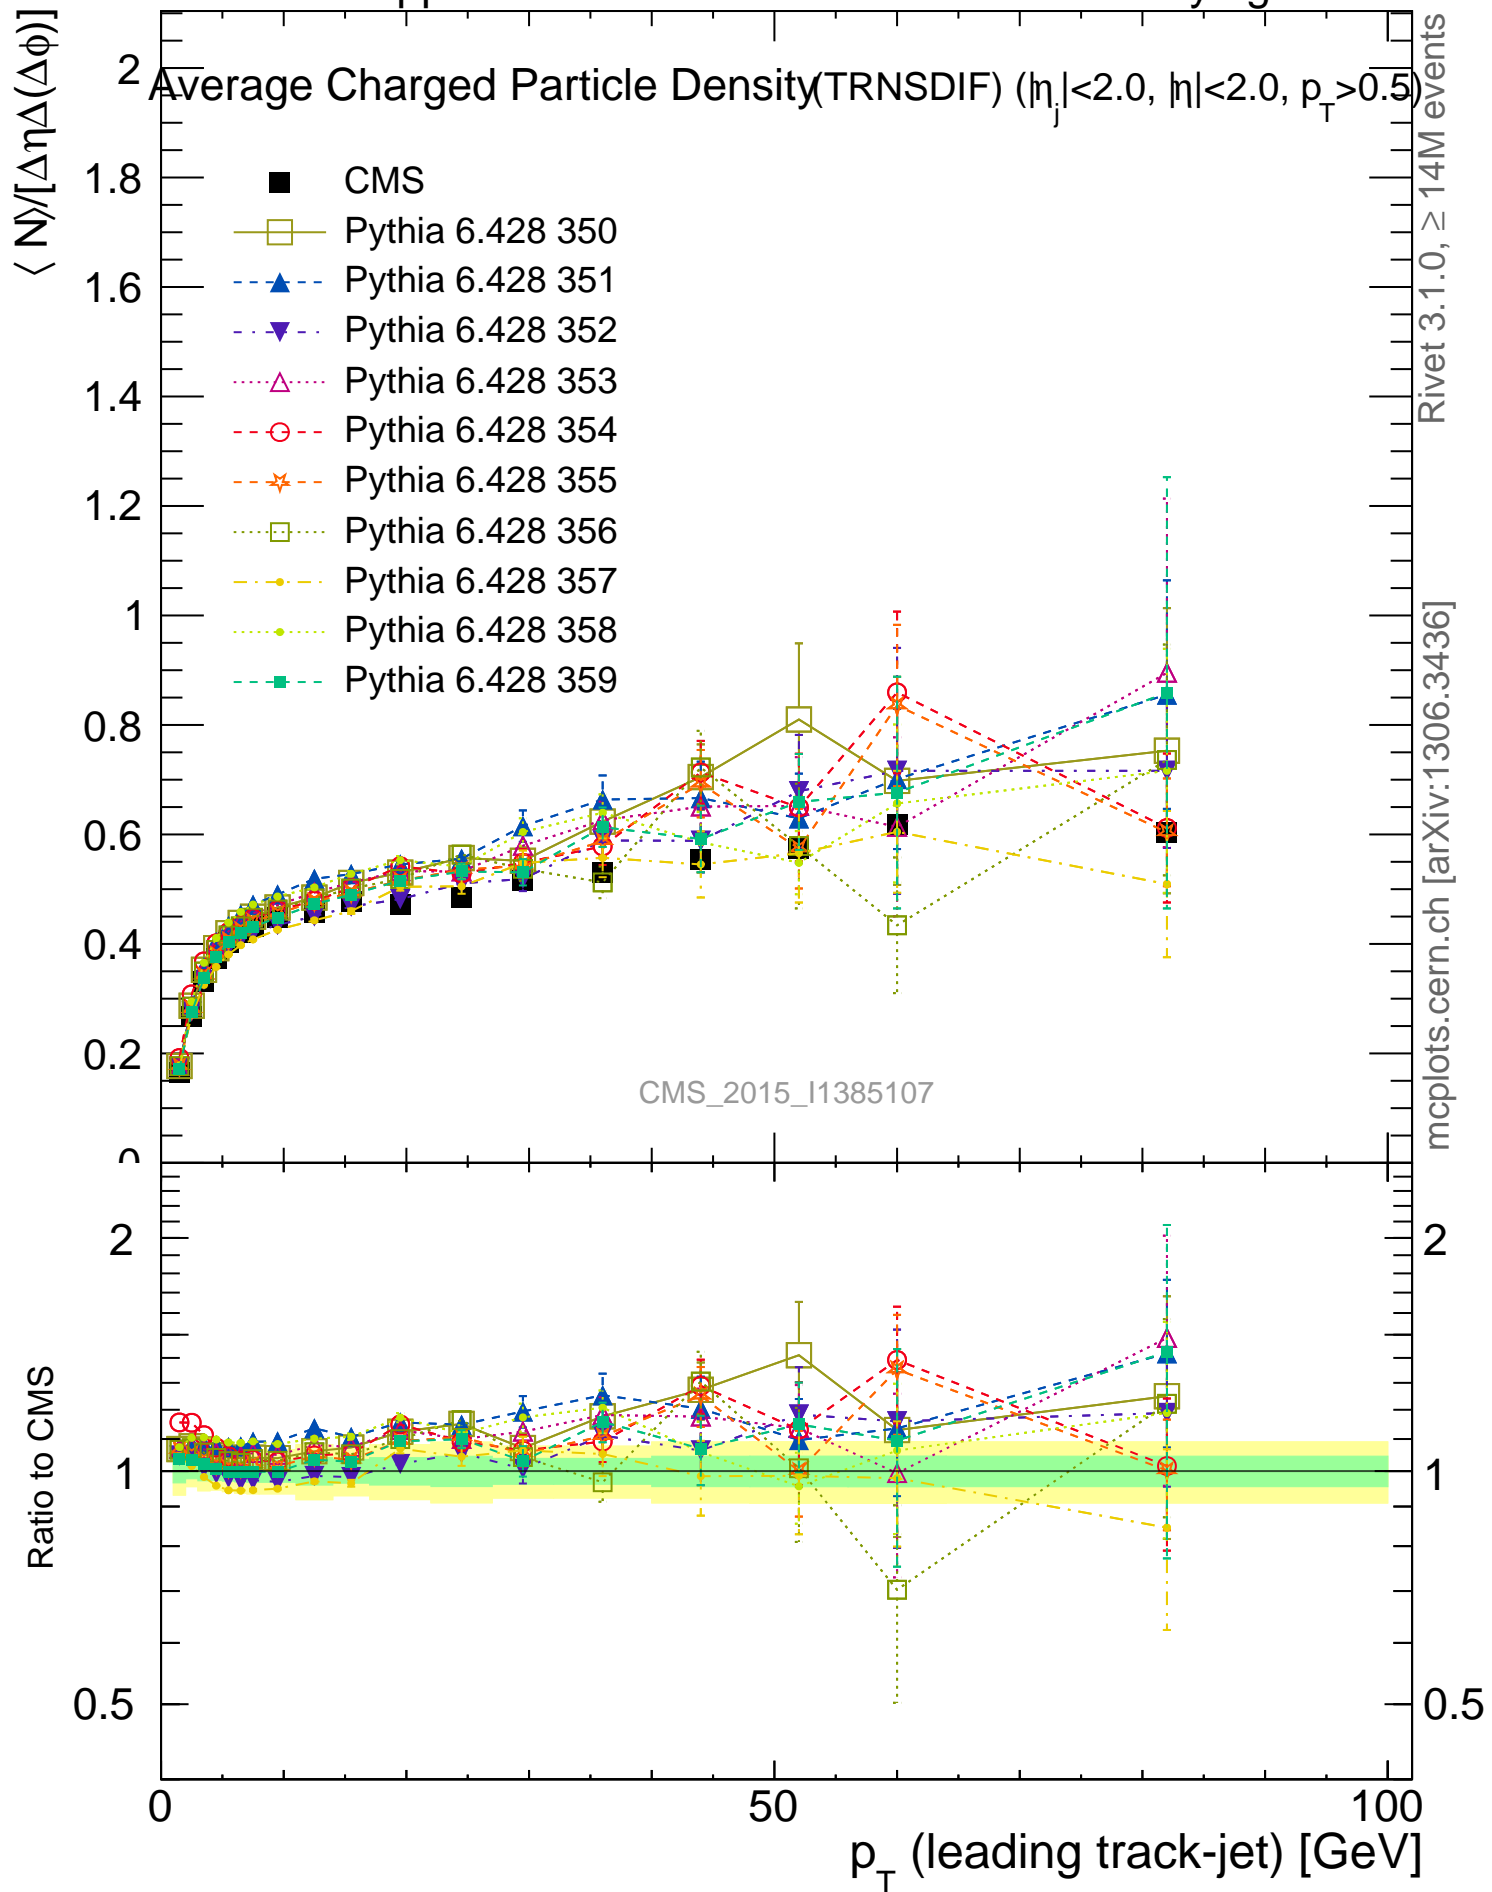 Average Charged Particle Density (TRNSDIF) (|η_j|<2.0, |η|<2.0, p_T>0.5)
⟨ N⟩/[ΔηΔ(Δϕ)]
2
1.8
1.6
1.4
1.2
1
0.8
0.6
0.4
0.2
0
CMS
Pythia 6.428 350
Pythia 6.428 351
Pythia 6.428 352
Pythia 6.428 353
Pythia 6.428 354
Pythia 6.428 355
Pythia 6.428 356
Pythia 6.428 357
Pythia 6.428 358
Pythia 6.428 359
CMS_2015_I1385107
Rivet 3.1.0, ≥ 14M events
mcplots.cern.ch [arXiv:1306.3436]
Ratio to CMS
2
1
0.5
2
1
0.5
0
50
100
p_T (leading track-jet) [GeV]